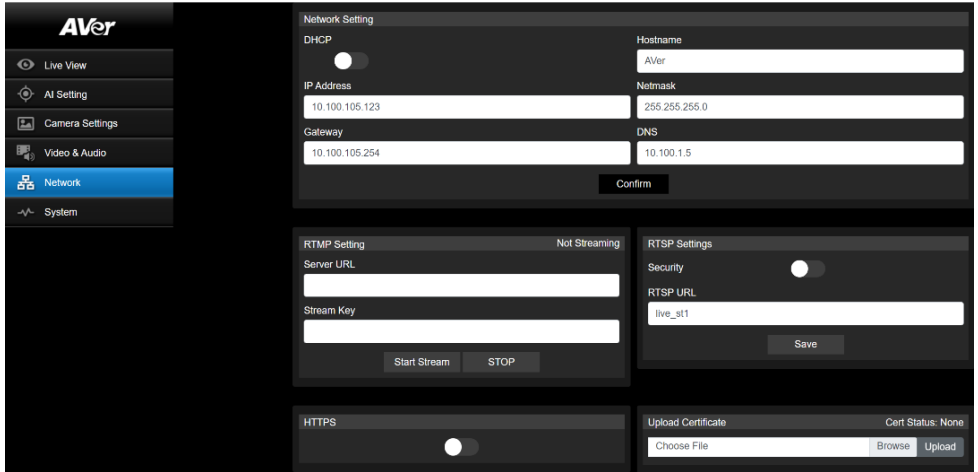 AVer
Live View
AI Setting
Camera Settings
Video & Audio
Network
System
Network Setting
DHCP
Hostname
AVer
IP Address
Netmask
10.100.105.123
255.255.255.0
Gateway
DNS
10.100.105.254
10.100.1.5
Confirm
RTMP Setting
Not Streaming
Server URL
Stream Key
Start Stream
STOP
RTSP Settings
Security
RTSP URL
live_st1
Save
HTTPS
Upload Certificate
Cert Status: None
Choose File
Browse
Upload